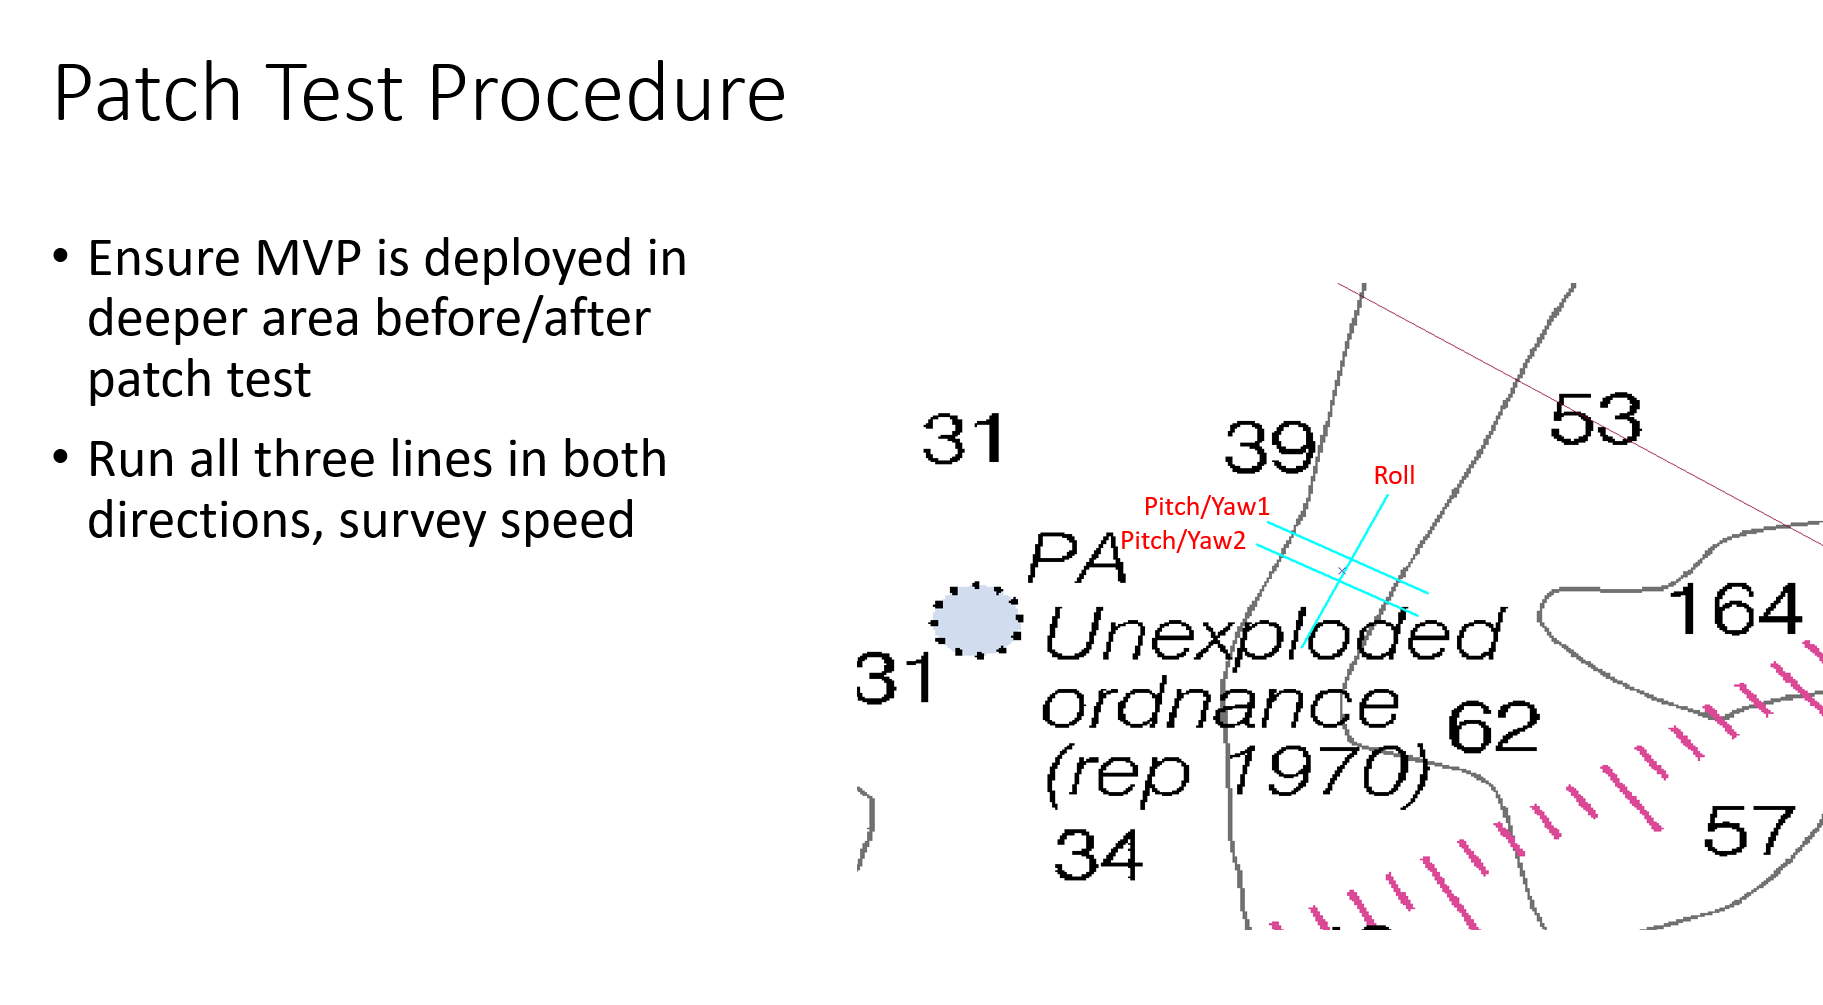 Patch Test Procedure
• Ensure MVP is deployed in
deeper area before/after
patch test
• Run all three lines in both
directions, survey speed
31
39
53
Roll
Pitch/Yaw1
Pitch/Yaw2
PA
Unexploded
ordnance
(rep 1970)
164
31
62
57
34